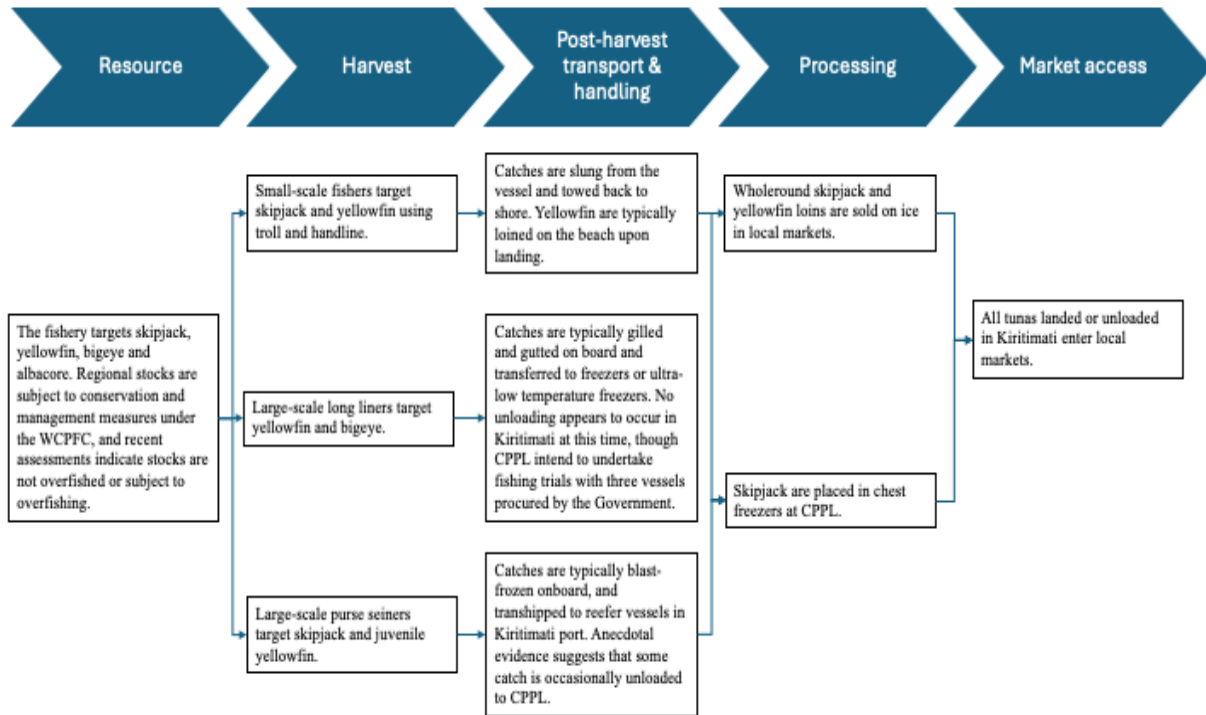 Resource
Harvest
Post-harvest
transport &
handling
Processing
Market access
The fishery targets skipjack,
yellowfin, bigeye and
albacore. Regional stocks are
subject to conservation and
management measures under
the WCPFC, and recent
assessments indicate stocks are
not overfished or subject to
overfishing.
Small-scale fishers target
skipjack and yellowfin using
troll and handline.
Large-scale long liners target
yellowfin and bigeye.
Large-scale purse seiners
target skipjack and juvenile
yellowfin.
Catches are slung from the
vessel and towed back to
shore. Yellowfin are typically
loined on the beach upon
landing.
Catches are typically gilled
and gutted on board and
transferred to freezers or ultra-
low temperature freezers. No
unloading appears to occur in
Kiritimati at this time, though
CPPL intend to undertake
fishing trials with three vessels
procured by the Government.
Catches are typically blast-
frozen onboard, and
transhipped to reefer vessels in
Kiritimati port. Anecdotal
evidence suggests that some
catch is occasionally unloaded
to CPPL.
Wholeround skipjack and
yellowfin loins are sold on ice
in local markets.
Skipjack are placed in chest
freezers at CPPL.
All tunas landed or unloaded
in Kiritimati enter local
markets.